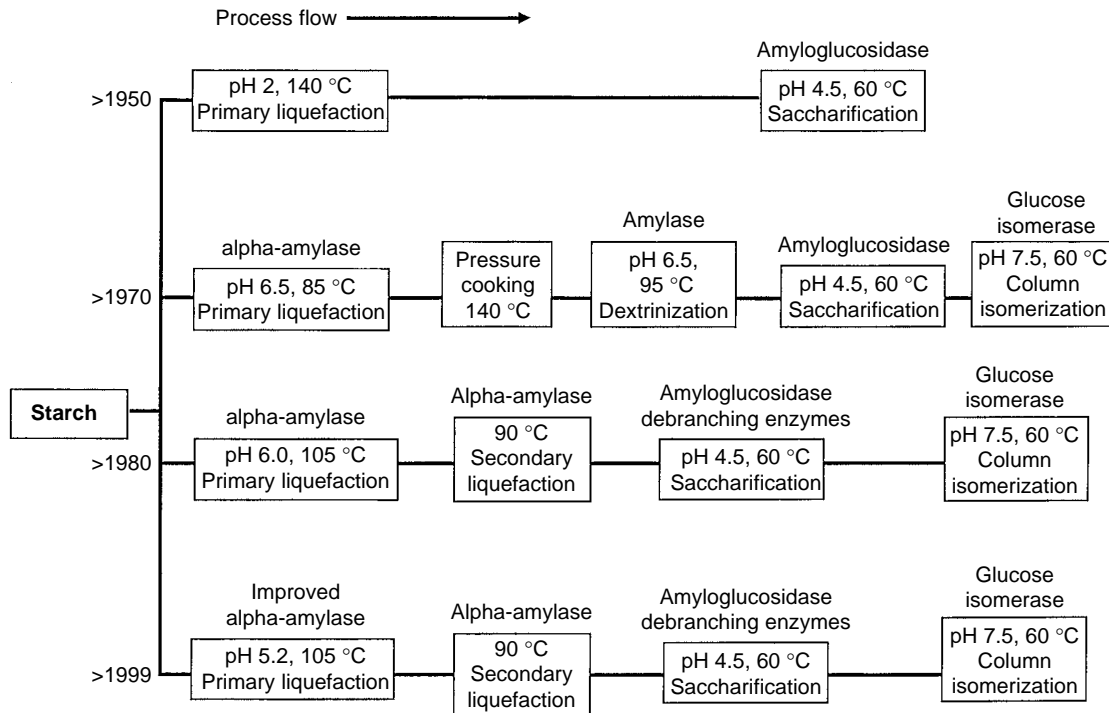 Process flow
>1950
pH 2, 140 °C
Primary liquefaction
Amyloglucosidase
pH 4.5, 60 °C
Saccharification
>1970
alpha-amylase
pH 6.5, 85 °C
Primary liquefaction
Pressure
cooking
140 °C
Amylase
pH 6.5,
95 °C
Dextrinization
Amyloglucosidase
pH 4.5, 60 °C
Saccharification
Glucose
isomerase
pH 7.5, 60 °C
Column
isomerization
Starch
>1980
alpha-amylase
pH 6.0, 105 °C
Primary liquefaction
Alpha-amylase
90 °C
Secondary
liquefaction
Amyloglucosidase
debranching enzymes
pH 4.5, 60 °C
Saccharification
Glucose
isomerase
pH 7.5, 60 °C
Column
isomerization
>1999
Improved
alpha-amylase
pH 5.2, 105 °C
Primary liquefaction
Alpha-amylase
90 °C
Secondary
liquefaction
Amyloglucosidase
debranching enzymes
pH 4.5, 60 °C
Saccharification
Glucose
isomerase
pH 7.5, 60 °C
Column
isomerization